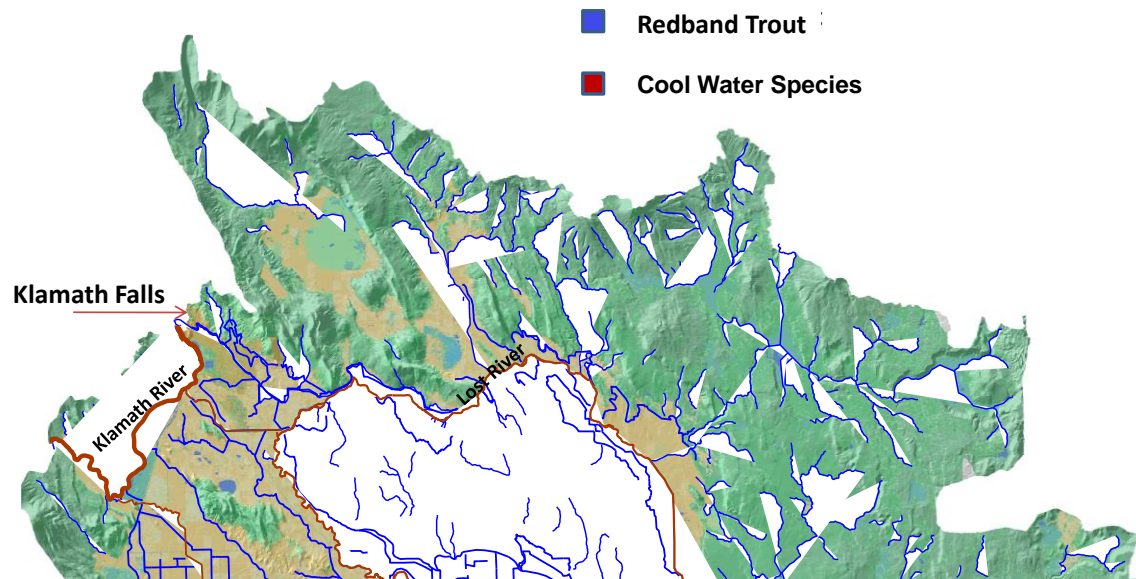 Redband Trout :
Cool Water Species
Klamath Falls
Lost River
Klamath River